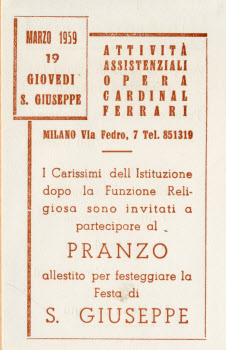 MARZO 1959
19
GIOVEDI
S. GIUSEPPE
ATTIVITÀ
ASSISTENZIALI
OPERA
CARDINAL
FERRARI
MILANO Via Fedro, 7 Tel. 851319
I Carissimi dell Istituzione
dopo la Funzione Reli-
giosa sono invitati a
partecipare al
PRANZO
allestito per festeggiare la
Festa di
S. GIUSEPPE